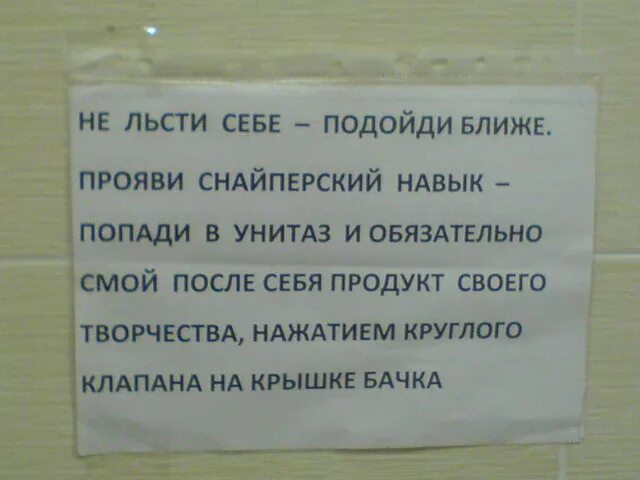 НЕ ЛЬСТИ СЕБЕ – ПОДОЙДИ БЛИЖЕ.
ПРОЯВИ СНАЙПЕРСКИЙ НАВЫК –
ПОПАДИ В УНИТАЗ И ОБЯЗАТЕЛЬНО
СМОЙ ПОСЛЕ СЕБЯ ПРОДУКТ СВОЕГО
ТВОРЧЕСТВА, НАЖАТИЕМ КРУГЛОГО
КЛАПАНА НА КРЫШКЕ БАЧКА